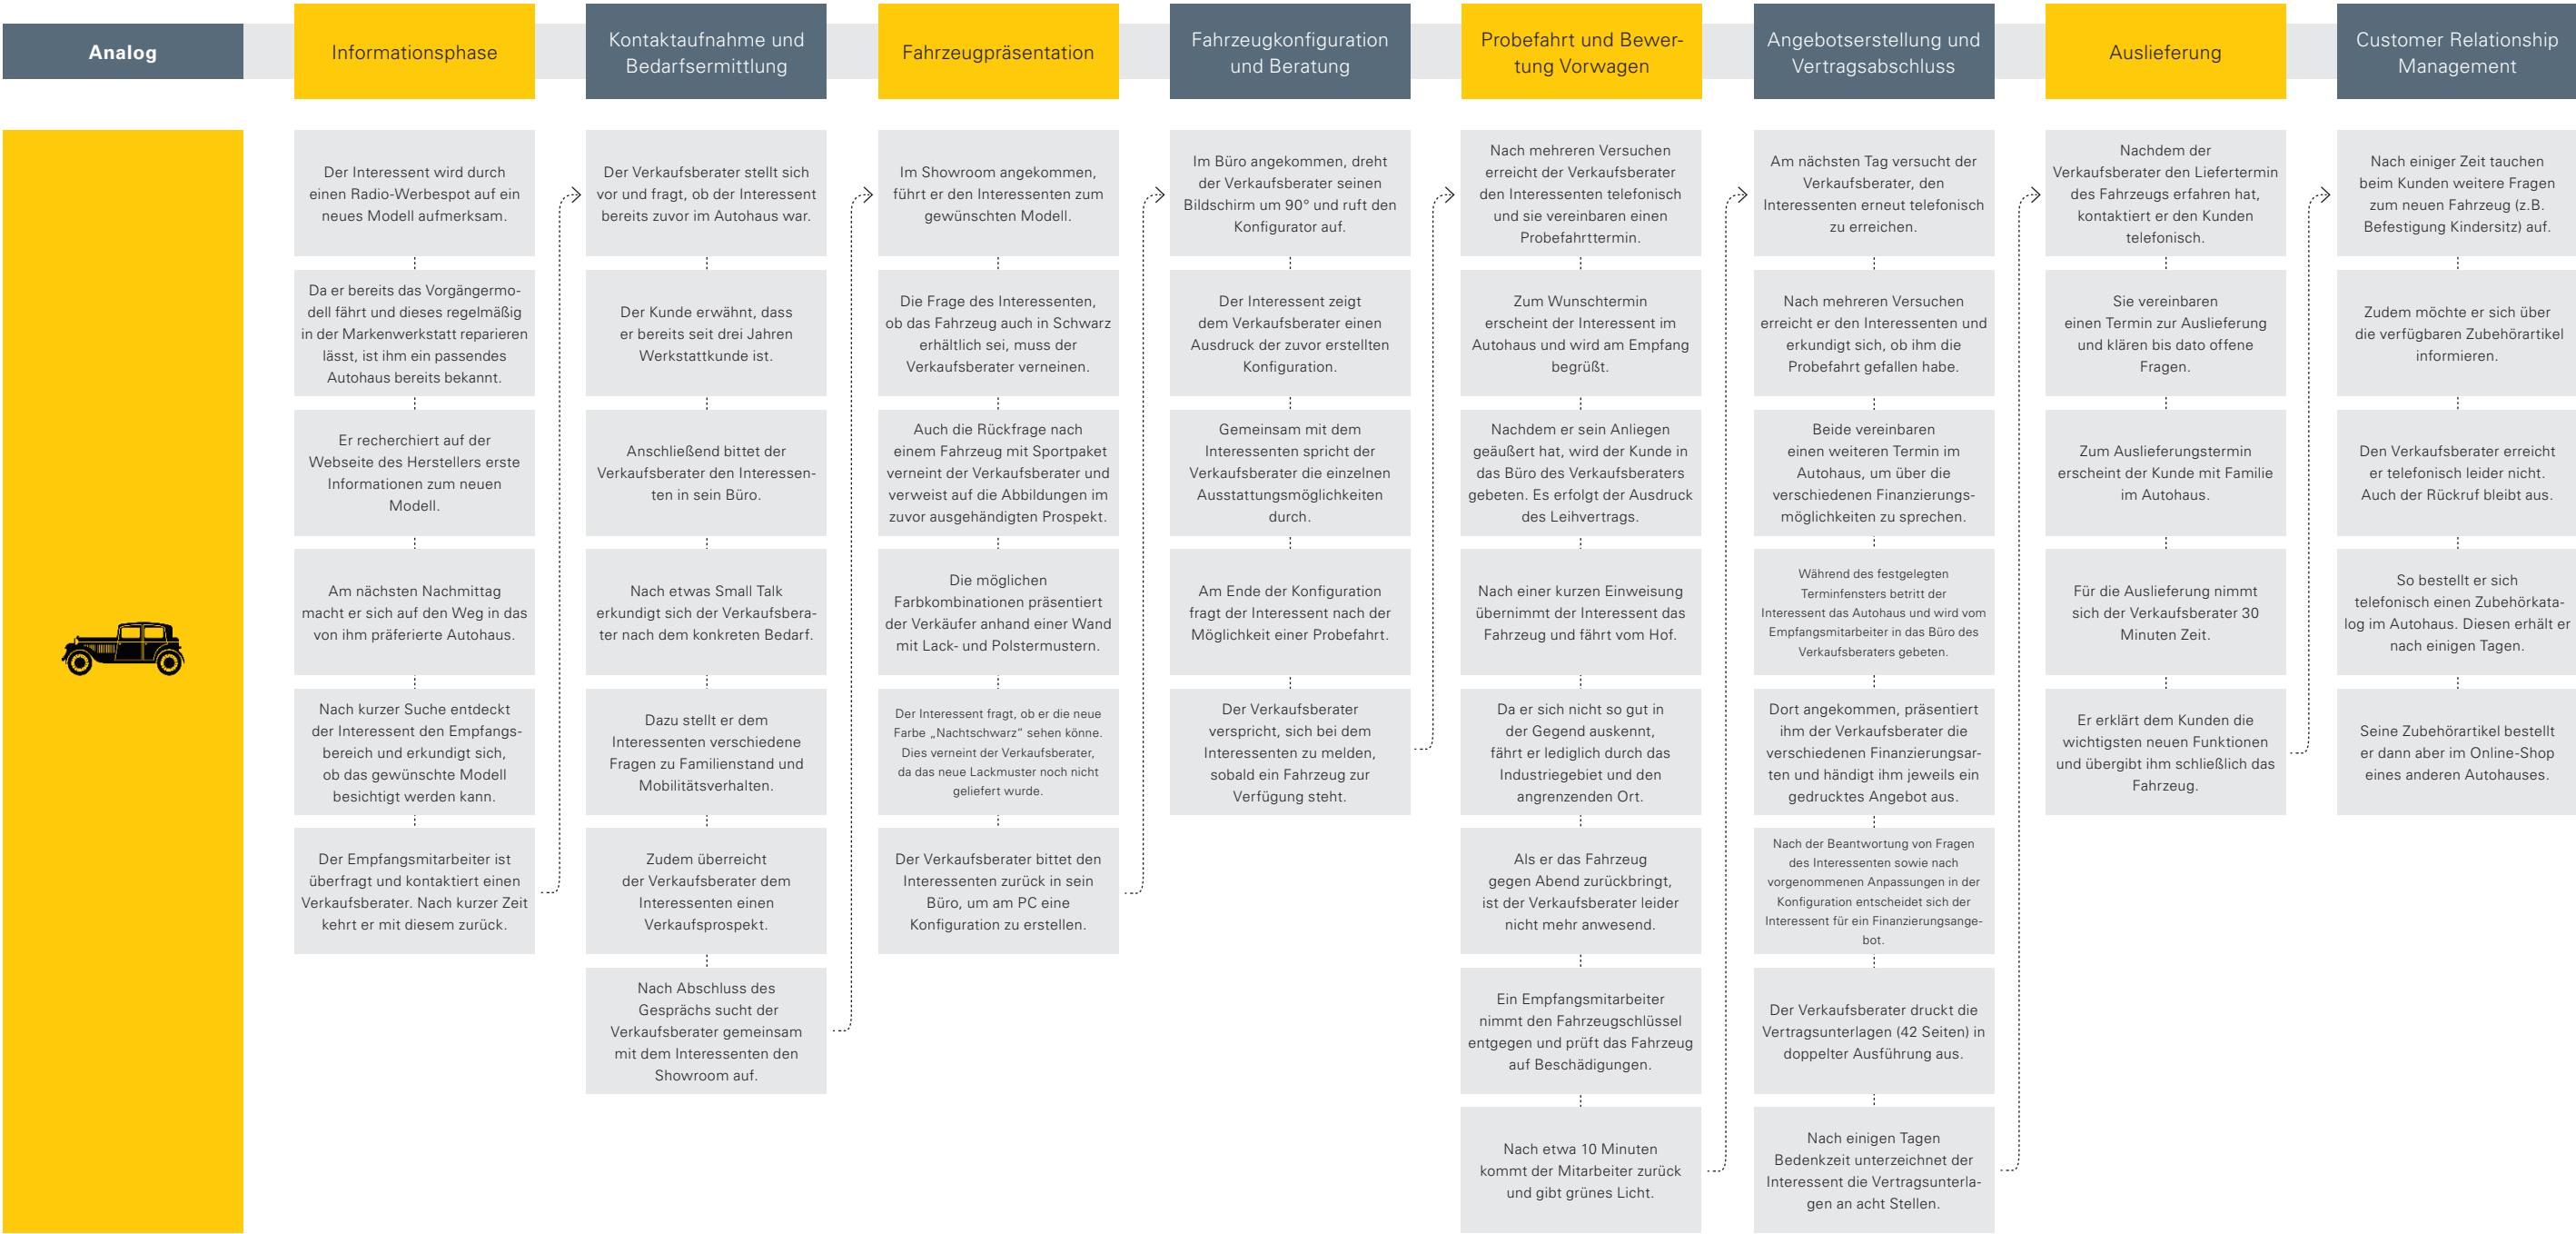 Analog
Informationsphase
Kontaktaufnahme und
Bedarfsermittlung
Fahrzeugpräsentation
Fahrzeugkonfiguration
und Beratung
Probefahrt und Bewer-
tung Vorwagen
Angebotserstellung und
Vertragsabschluss
Auslieferung
Customer Relationship
Management
Der Interessent wird durch
einen Radio-Werbespot auf ein
neues Modell aufmerksam.
Da er bereits das Vorgängermo-
dell fährt und dieses regelmäßig
in der Markenwerkstatt reparieren
lässt, ist ihm ein passendes
Autohaus bereits bekannt.
Er recherchiert auf der
Webseite des Herstellers erste
Informationen zum neuen
Modell.
Am nächsten Nachmittag
macht er sich auf den Weg in das
von ihm präferierte Autohaus.
Nach kurzer Suche entdeckt
der Interessent den Empfangs-
bereich und erkundigt sich,
ob das gewünschte Modell
besichtigt werden kann.
Der Empfangsmitarbeiter ist
überfragt und kontaktiert einen
Verkaufsberater. Nach kurzer Zeit
kehrt er mit diesem zurück.
Der Verkaufsberater stellt sich
vor und fragt, ob der Interessent
bereits zuvor im Autohaus war.
Der Kunde erwähnt, dass
er bereits seit drei Jahren
Werkstattkunde ist.
Anschließend bittet der
Verkaufsberater den Interessen-
ten in sein Büro.
Nach etwas Small Talk
erkundigt sich der Verkaufsbera-
ter nach dem konkreten Bedarf.
Dazu stellt er dem
Interessenten verschiedene
Fragen zu Familienstand und
Mobilitätsverhalten.
Zudem überreicht
der Verkaufsberater dem
Interessenten einen
Verkaufsprospekt.
Nach Abschluss des
Gesprächs sucht der
Verkaufsberater gemeinsam
mit dem Interessenten den
Showroom auf.
Im Showroom angekommen,
führt er den Interessenten zum
gewünschten Modell.
Die Frage des Interessenten,
ob das Fahrzeug auch in Schwarz
erhältlich sei, muss der
Verkaufsberater verneinen.
Auch die Rückfrage nach
einem Fahrzeug mit Sportpaket
verneint der Verkaufsberater und
verweist auf die Abbildungen im
zuvor ausgehändigten Prospekt.
Die möglichen
Farbkombinationen präsentiert
der Verkäufer anhand einer Wand
mit Lack- und Polstermustern.
Der Interessent fragt, ob er die neue
Farbe „Nachtschwarz“ sehen könne.
Dies verneint der Verkaufsberater,
da das neue Lackmuster noch nicht
geliefert wurde.
Der Verkaufsberater bittet den
Interessenten zurück in sein
Büro, um am PC eine
Konfiguration zu erstellen.
Im Büro angekommen, dreht
der Verkaufsberater seinen
Bildschirm um 90° und ruft den
Konfigurator auf.
Der Interessent zeigt
dem Verkaufsberater einen
Ausdruck der zuvor erstellten
Konfiguration.
Gemeinsam mit dem
Interessenten spricht der
Verkaufsberater die einzelnen
Ausstattungsmöglichkeiten
durch.
Am Ende der Konfiguration
fragt der Interessent nach der
Möglichkeit einer Probefahrt.
Der Verkaufsberater
verspricht, sich bei dem
Interessenten zu melden,
sobald ein Fahrzeug zur
Verfügung steht.
Nach mehreren Versuchen
erreicht der Verkaufsberater
den Interessenten telefonisch
und sie vereinbaren einen
Probefahrttermin.
Zum Wunschtermin
erscheint der Interessent im
Autohaus und wird am Empfang
begrüßt.
Nachdem er sein Anliegen
geäußert hat, wird der Kunde in
das Büro des Verkaufsberaters
gebeten. Es erfolgt der Ausdruck
des Leihvertrags.
Nach einer kurzen Einweisung
übernimmt der Interessent das
Fahrzeug und fährt vom Hof.
Da er sich nicht so gut in
der Gegend auskennt,
fährt er lediglich durch das
Industriegebiet und den
angrenzenden Ort.
Als er das Fahrzeug
gegen Abend zurückbringt,
ist der Verkaufsberater leider
nicht mehr anwesend.
Ein Empfangsmitarbeiter
nimmt den Fahrzeugschlüssel
entgegen und prüft das Fahrzeug
auf Beschädigungen.
Nach etwa 10 Minuten
kommt der Mitarbeiter zurück
und gibt grünes Licht.
Am nächsten Tag versucht der
Verkaufsberater, den
Interessenten erneut telefonisch
zu erreichen.
Nach mehreren Versuchen
erreicht er den Interessenten und
erkundigt sich, ob ihm die
Probefahrt gefallen habe.
Beide vereinbaren
einen weiteren Termin im
Autohaus, um über die
verschiedenen Finanzierungs-
möglichkeiten zu sprechen.
Während des festgelegten
Terminfensters betritt der
Interessent das Autohaus und wird vom
Empfangsmitarbeiter in das Büro des
Verkaufsberaters gebeten.
Dort angekommen, präsentiert
ihm der Verkaufsberater die
verschiedenen Finanzierungsar-
ten und händigt ihm jeweils ein
gedrucktes Angebot aus.
Nach der Beantwortung von Fragen
des Interessenten sowie nach
vorgenommenen Anpassungen in der
Konfiguration entscheidet sich der
Interessent für ein Finanzierungsange-
bot.
Der Verkaufsberater druckt die
Vertragsunterlagen (42 Seiten) in
doppelter Ausführung aus.
Nach einigen Tagen
Bedenkzeit unterzeichnet der
Interessent die Vertragsunterla-
gen an acht Stellen.
Nachdem der
Verkaufsberater den Liefertermin
des Fahrzeugs erfahren hat,
kontaktiert er den Kunden
telefonisch.
Sie vereinbaren
einen Termin zur Auslieferung
und klären bis dato offene
Fragen.
Zum Auslieferungstermin
erscheint der Kunde mit Familie
im Autohaus.
Für die Auslieferung nimmt
sich der Verkaufsberater 30
Minuten Zeit.
Er erklärt dem Kunden die
wichtigsten neuen Funktionen
und übergibt ihm schließlich das
Fahrzeug.
Nach einiger Zeit tauchen
beim Kunden weitere Fragen
zum neuen Fahrzeug (z.B.
Befestigung Kindersitz) auf.
Zudem möchte er sich über
die verfügbaren Zubehörartikel
informieren.
Den Verkaufsberater erreicht
er telefonisch leider nicht.
Auch der Rückruf bleibt aus.
So bestellt er sich
telefonisch einen Zubehörkata-
log im Autohaus. Diesen erhält er
nach einigen Tagen.
Seine Zubehörartikel bestellt
er dann aber im Online-Shop
eines anderen Autohauses.